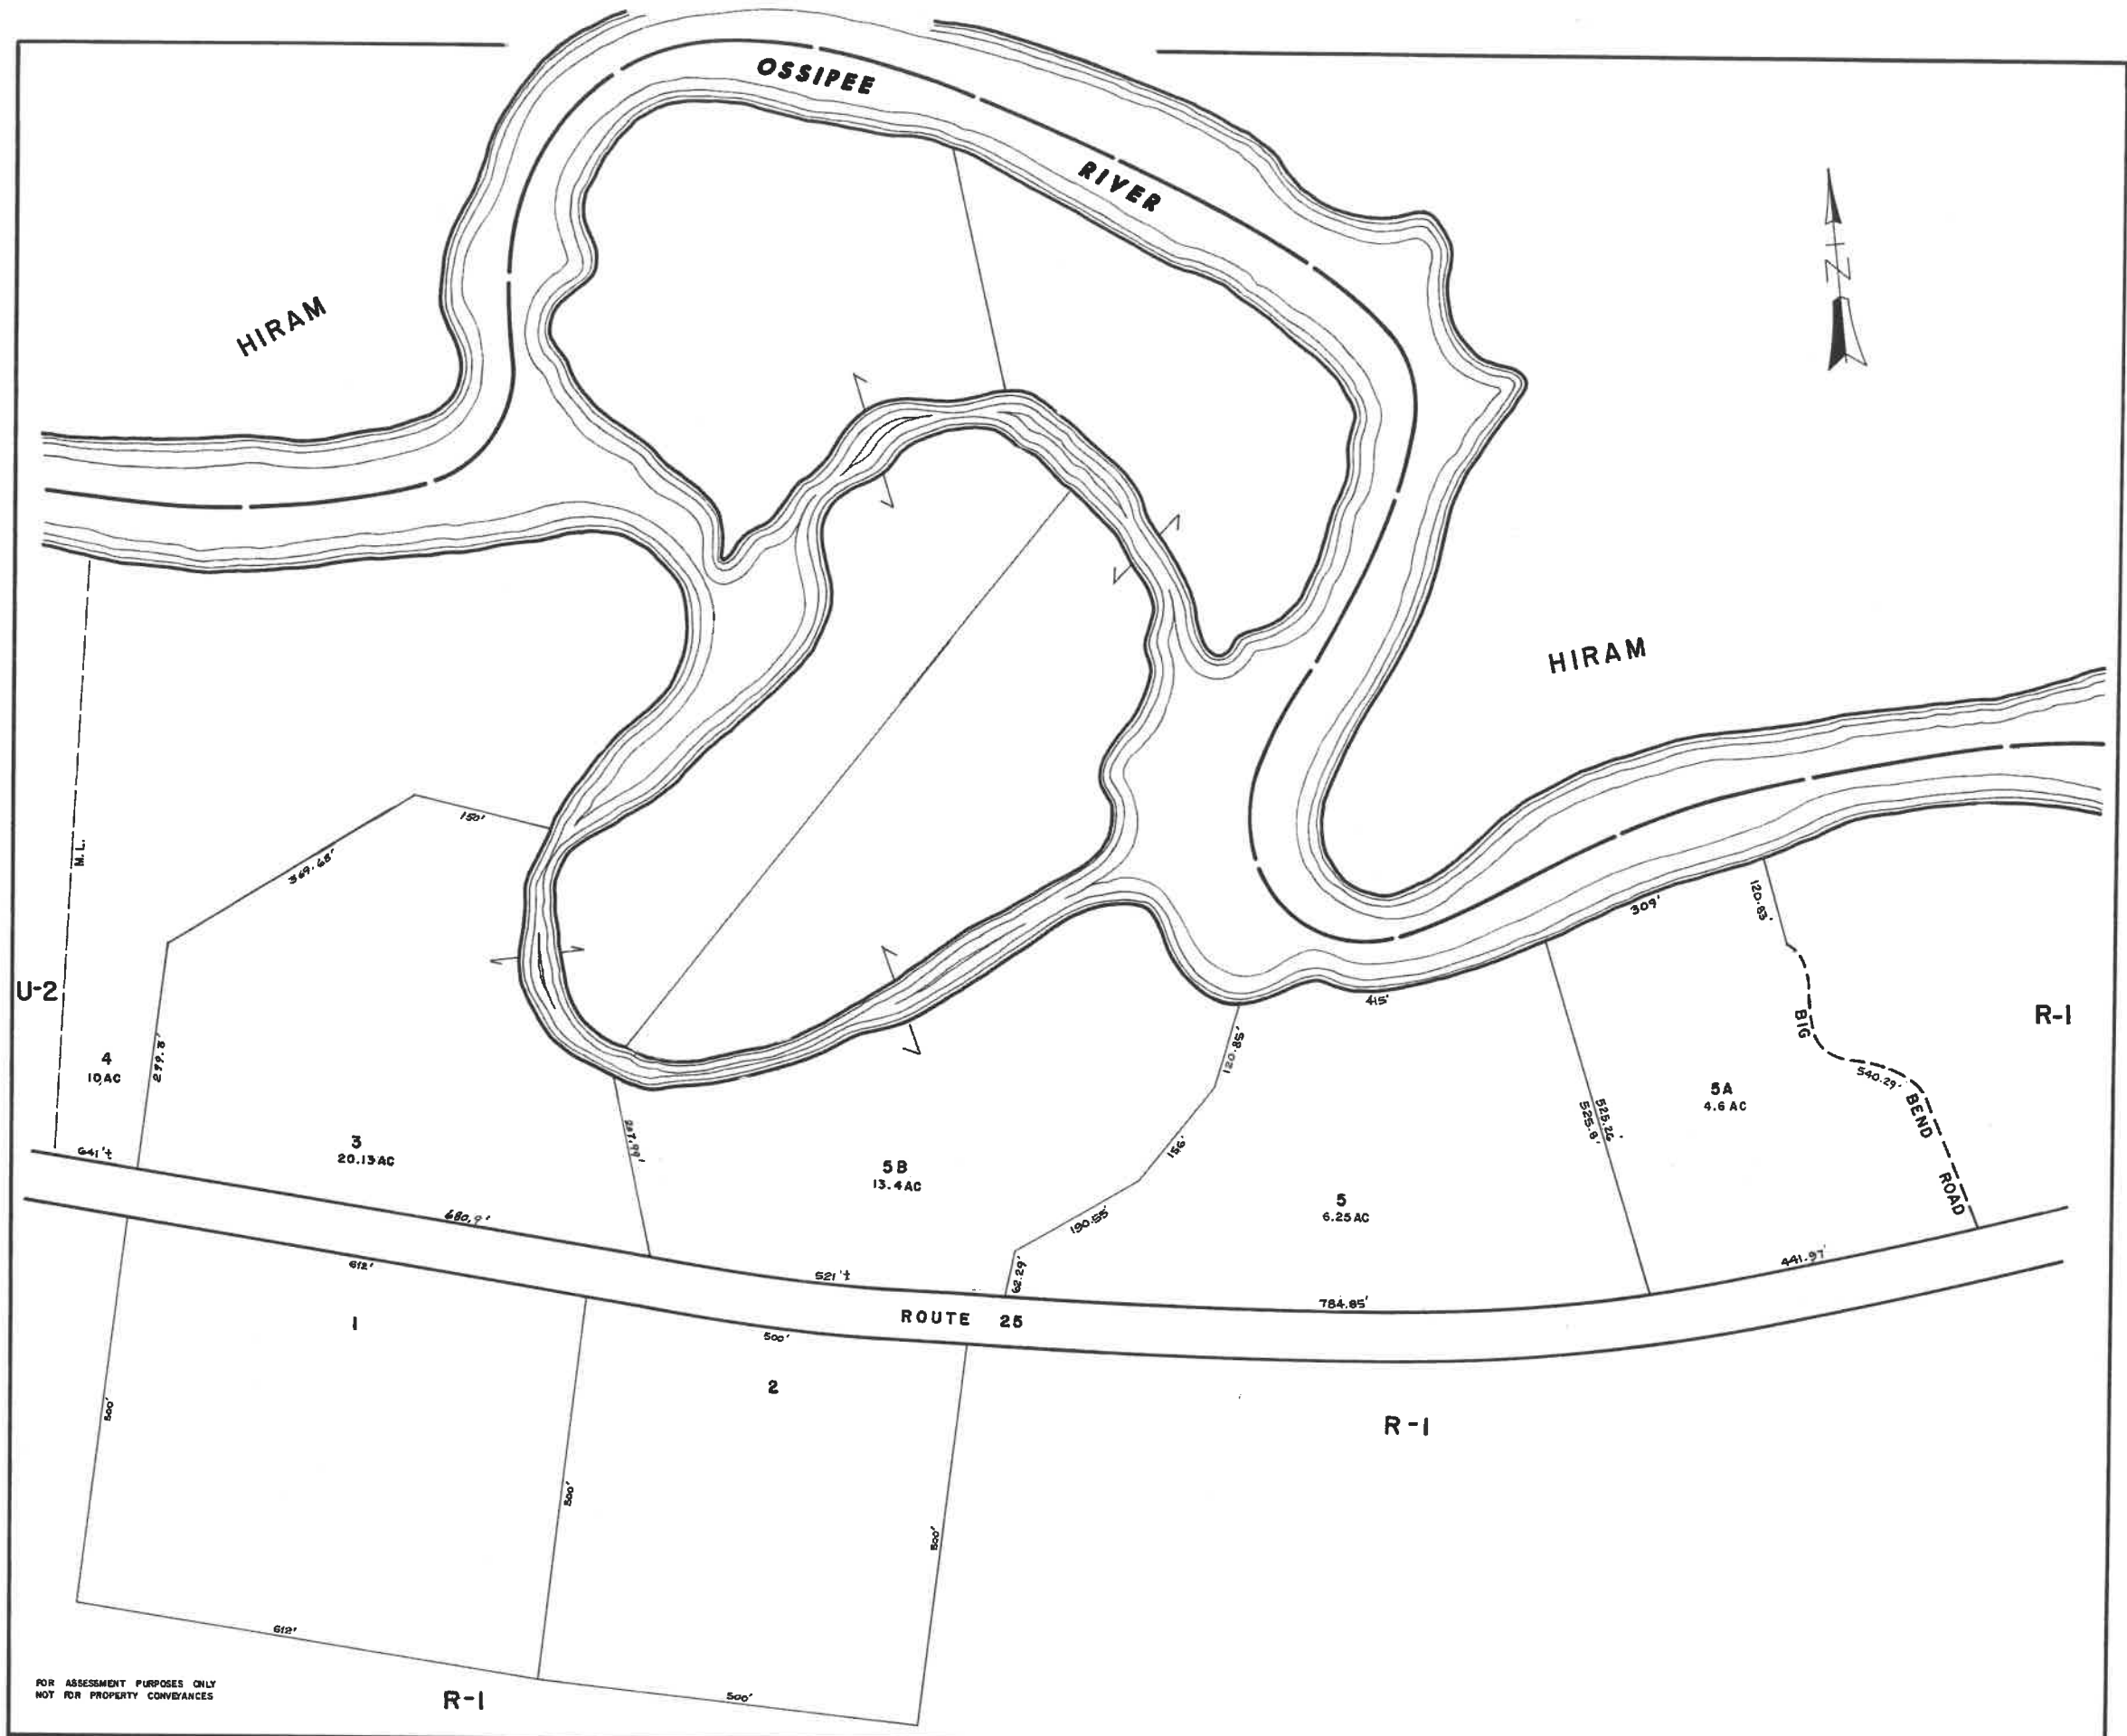 OSSIPEE
RIVER
HIRAM
N
HIRAM
M.L.
150'
369.68'
309'
120.83'
U-2
415'
BIG
R-1
299.8'
120.85'
4
10 AC
540.29'
5A
4.6 AC
BEND
525.26'
525.8'
3
20.13 AC
156'
641'±
5B
13.4 AC
ROAD
5
6.25 AC
680.9'
190.55'
441.97'
612'
521'±
62.29'
784.85'
1
ROUTE 25
500'
2
500'
R-1
500'
500'
612'
FOR ASSESSMENT PURPOSES ONLY
NOT FOR PROPERTY CONVEYANCES
R-1
500'